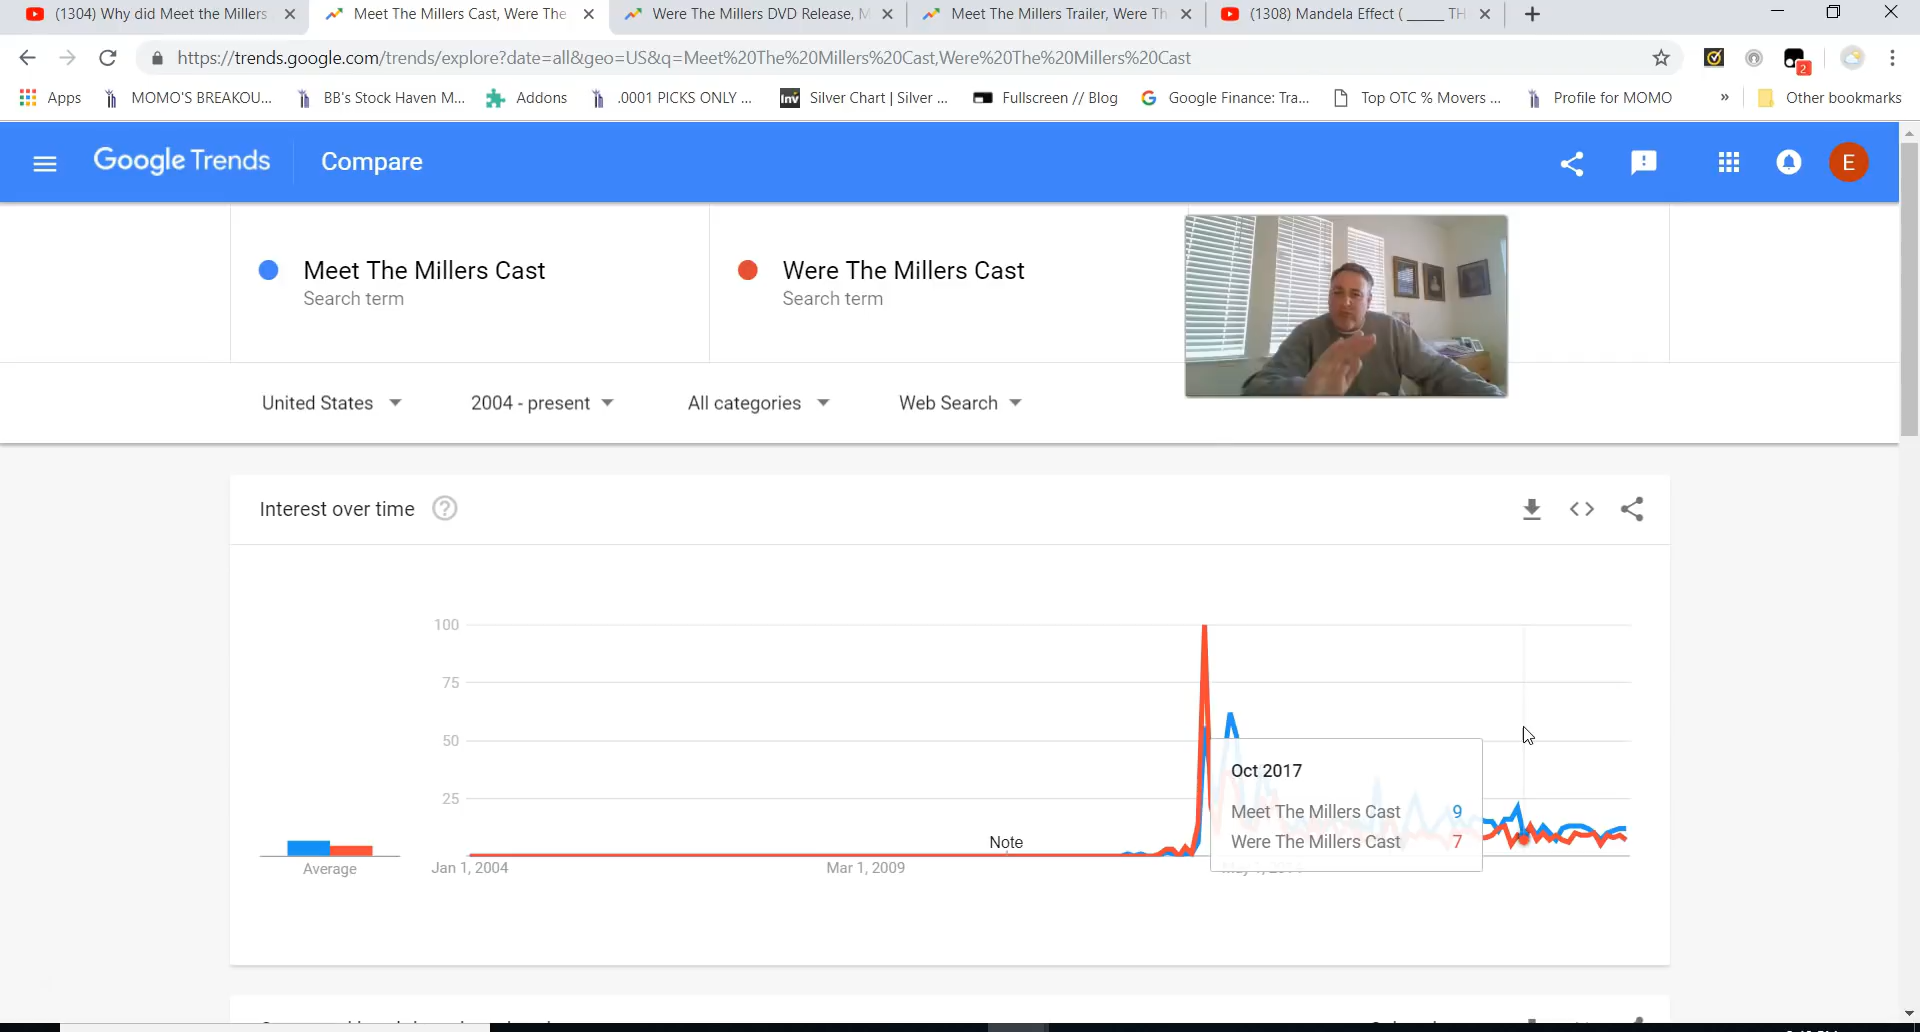 (1304) Why did Meet the Millers
Meet The Millers Cast, Were The
Were The Millers DVD Release, M
Meet The Millers Trailer, Were Th
(1308) Mandela Effect ( _____ TH
https://trends.google.com/trends/explore?date=all&geo=US&q=Meet%20The%20Millers%20Cast,Were%20The%20Millers%20Cast
2
Apps
MOMO'S BREAKOU...
BB's Stock Haven M...
Addons
.0001 PICKS ONLY ...
Inv
Silver Chart | Silver ...
Fullscreen // Blog
Google Finance: Tra...
Top OTC % Movers ...
Profile for MOMO
»
Other bookmarks
Google Trends
Compare
E
Meet The Millers Cast
Search term
Were The Millers Cast
Search term
United States
2004 - present
All categories
Web Search
Interest over time
?
100
75
50
25
Average
Note
Jan 1, 2004
Mar 1, 2009
Oct 2017
Meet The Millers Cast 9
Were The Millers Cast 7